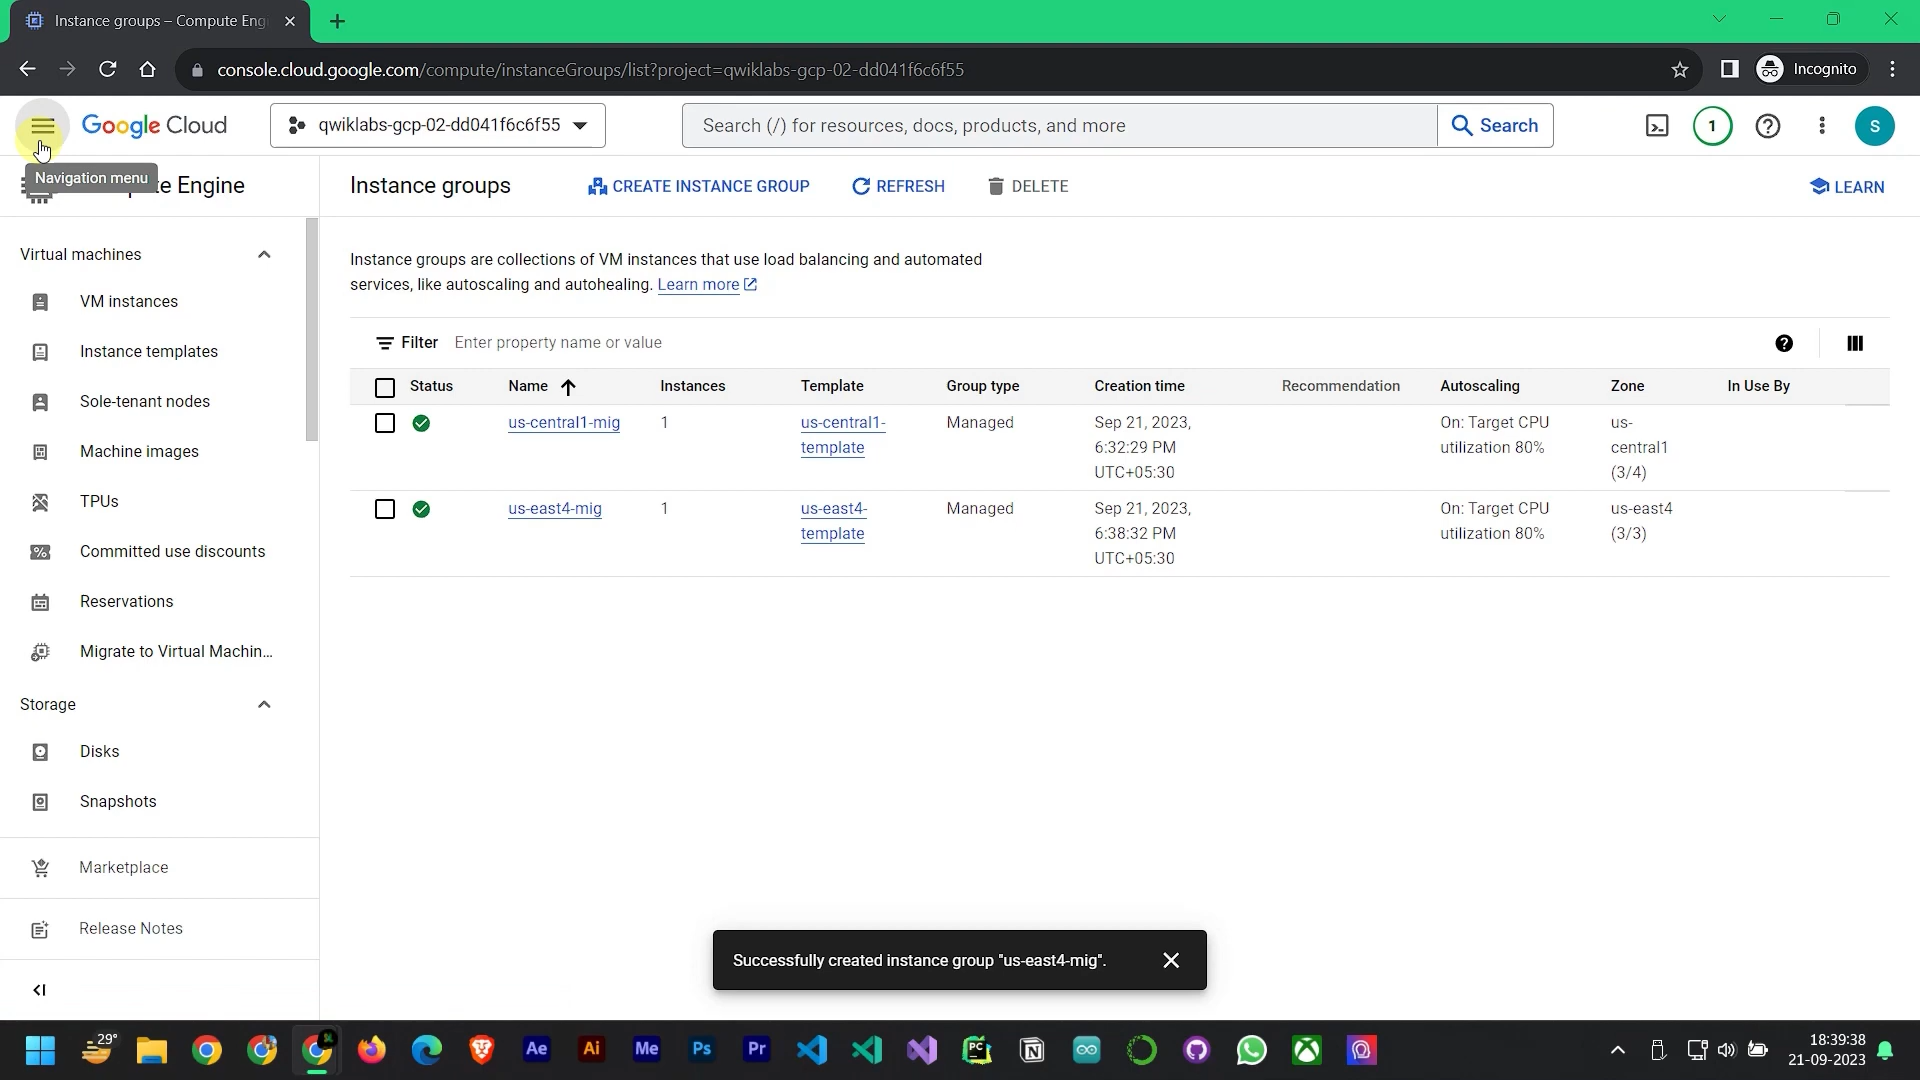 Instance groups – Compute Eng
console.cloud.google.com/compute/instanceGroups/list?project=qwiklabs-gcp-02-dd041f6c6f55
Incognito
Google Cloud
qwiklabs-gcp-02-dd041f6c6f55
Search (/) for resources, docs, products, and more
Search
1
S
Navigation menu
Engine
Instance groups
CREATE INSTANCE GROUP
REFRESH
DELETE
LEARN
Virtual machines
VM instances
Instance templates
Sole-tenant nodes
Machine images
TPUs
Committed use discounts
Reservations
Migrate to Virtual Machin...
Storage
Disks
Snapshots
Marketplace
Release Notes
Instance groups are collections of VM instances that use load balancing and automated
services, like autoscaling and autohealing. Learn more
Filter Enter property name or value
Status Name Instances Template Group type Creation time Recommendation Autoscaling Zone In Use By
us-central1-mig 1 us-central1- Managed Sep 21, 2023, On: Target CPU us-
template 6:32:29 PM utilization 80% central1
UTC+05:30 (3/4)
us-east4-mig 1 us-east4- Managed Sep 21, 2023, On: Target CPU us-east4
template 6:38:32 PM utilization 80% (3/3)
UTC+05:30
Successfully created instance group "us-east4-mig".
29°
Ae
Ai
Me
Ps
Pr
18:39:38
21-09-2023